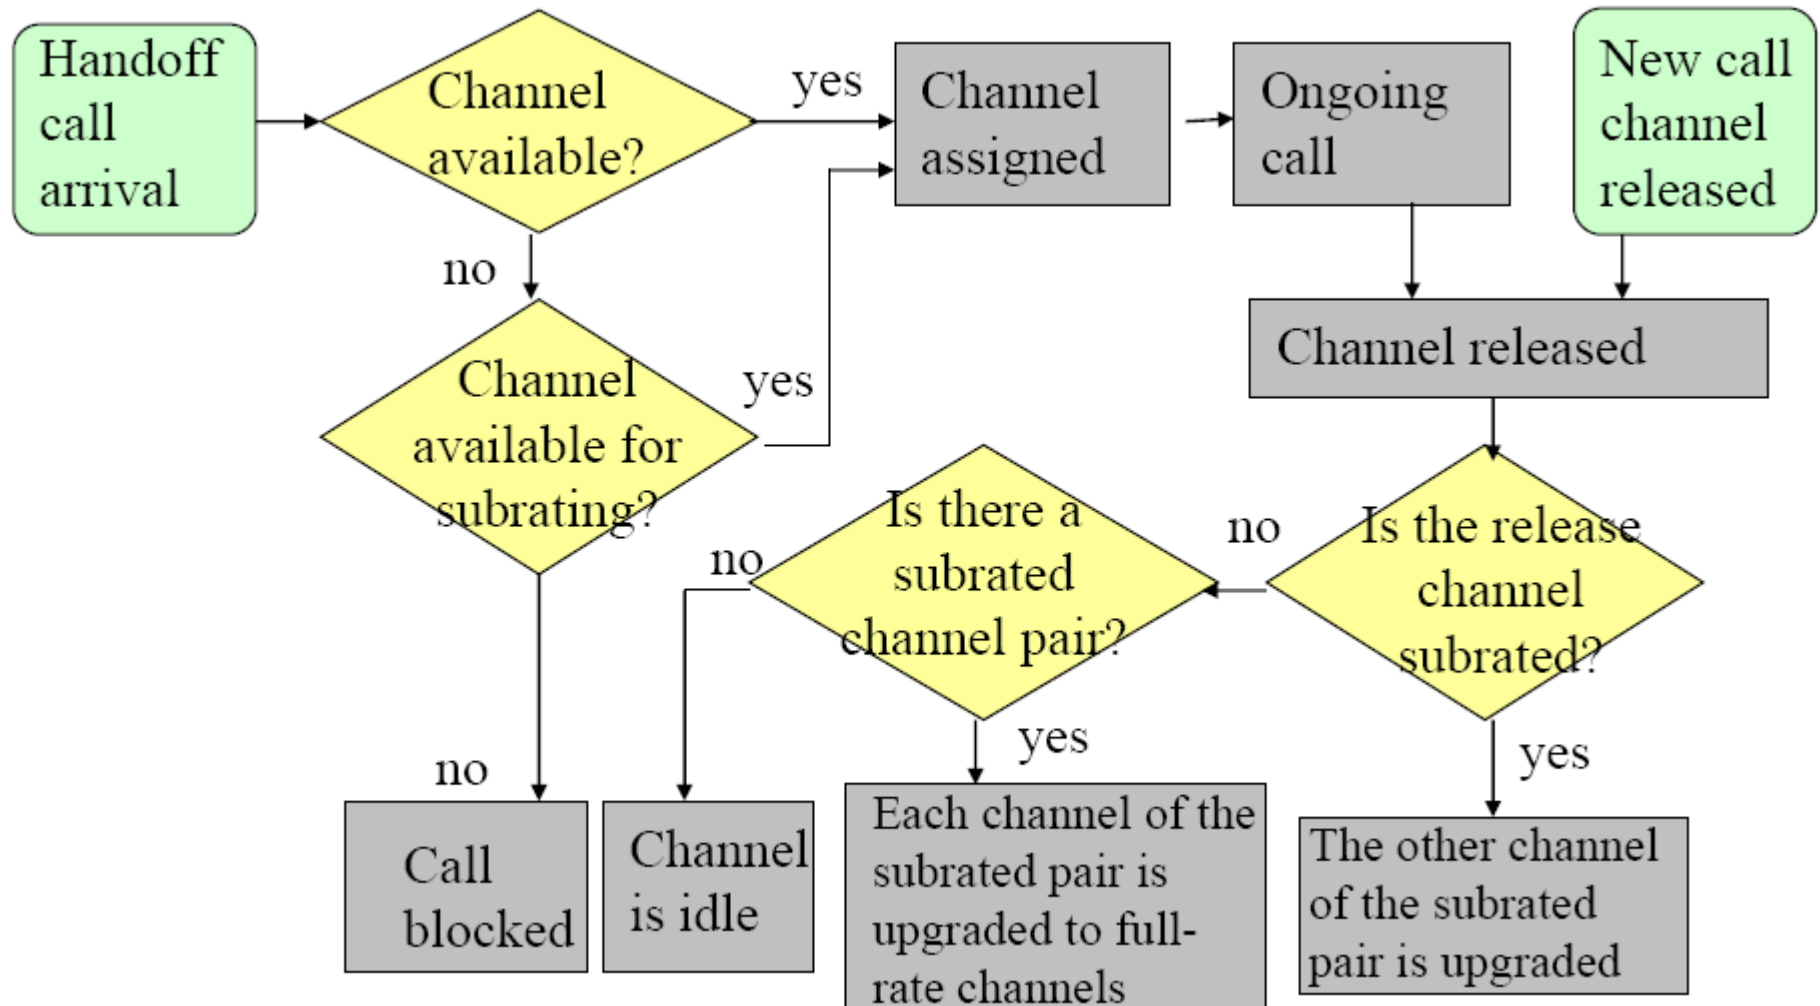 Handoff
call
arrival
Channel
available?
yes
Channel
assigned
Ongoing
call
New call
channel
released
no
Channel
available for
subrating?
yes
Channel released
Is there a
subrated
channel pair?
no
no
Is the release
channel
subrated?
yes
yes
no
Call
blocked
Channel
is idle
Each channel of the
subrated pair is
upgraded to full-
rate channels
The other channel
of the subrated
pair is upgraded